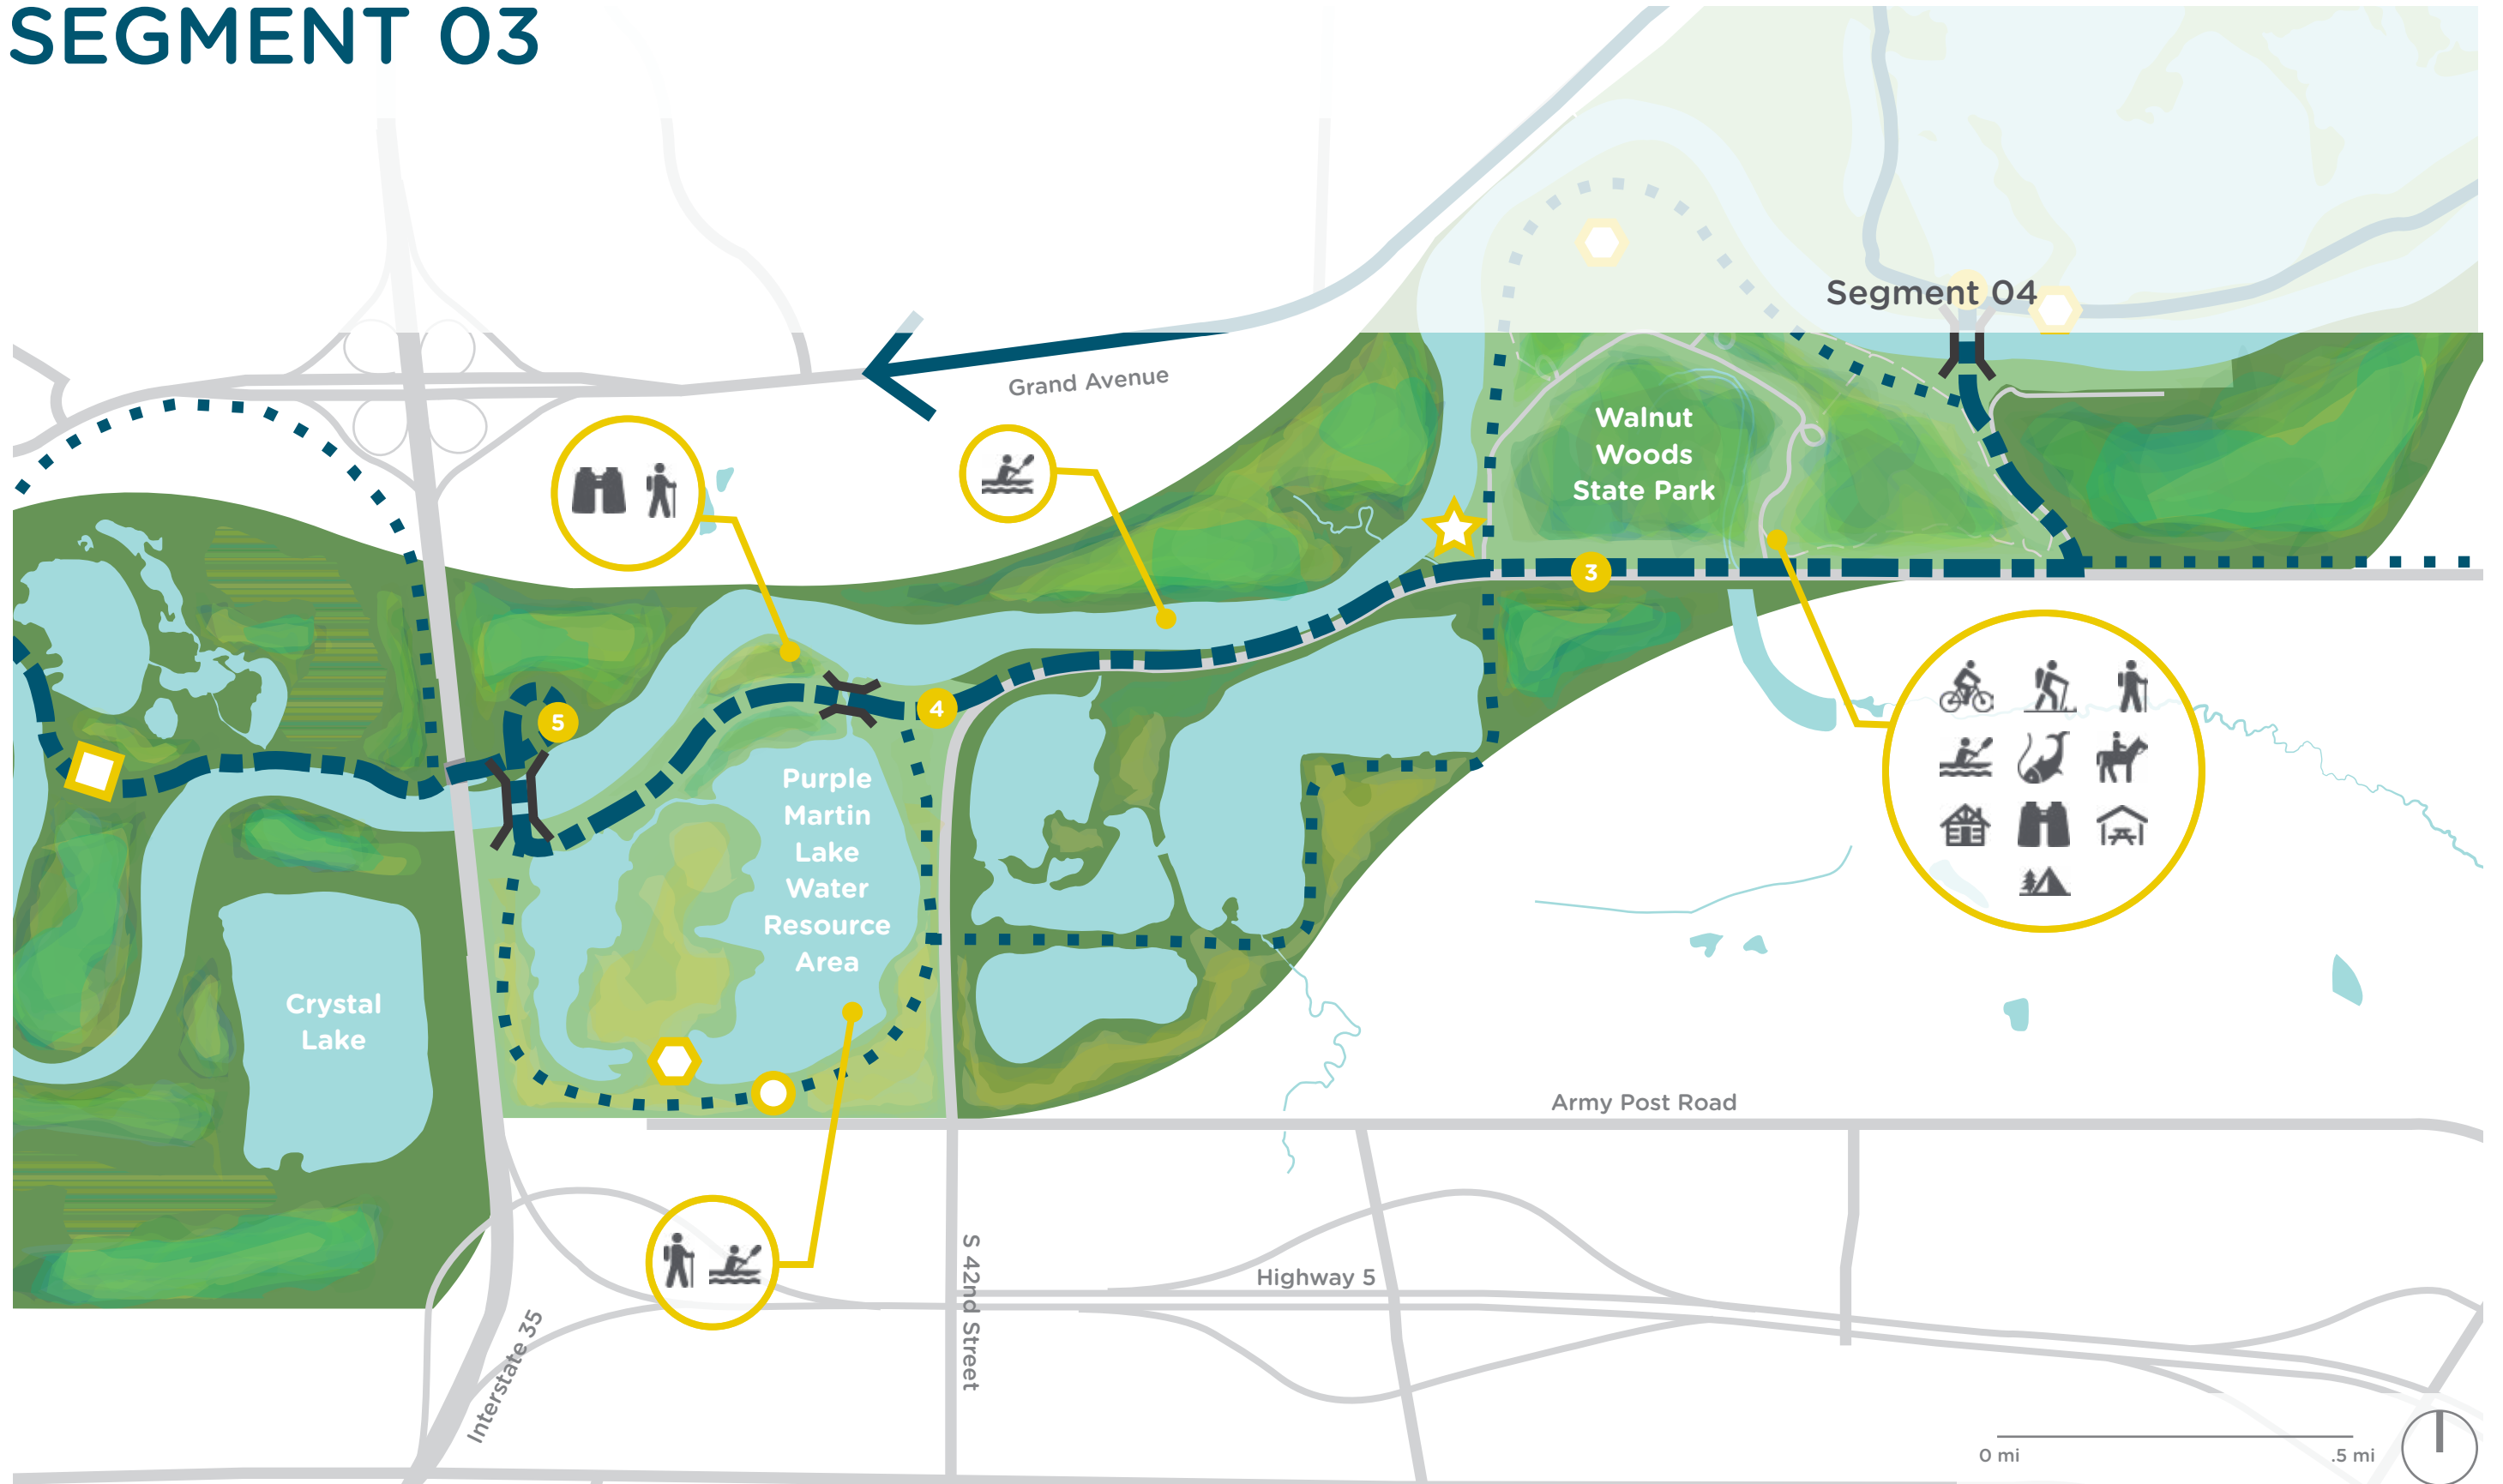 SEGMENT 03
Segment 04
Grand Avenue
Walnut
Woods
State Park
3
4
5
Purple
Martin
Lake
Water
Resource
Area
Crystal
Lake
Army Post Road
S 42nd Street
Highway 5
Interstate 35
0 mi
.5 mi